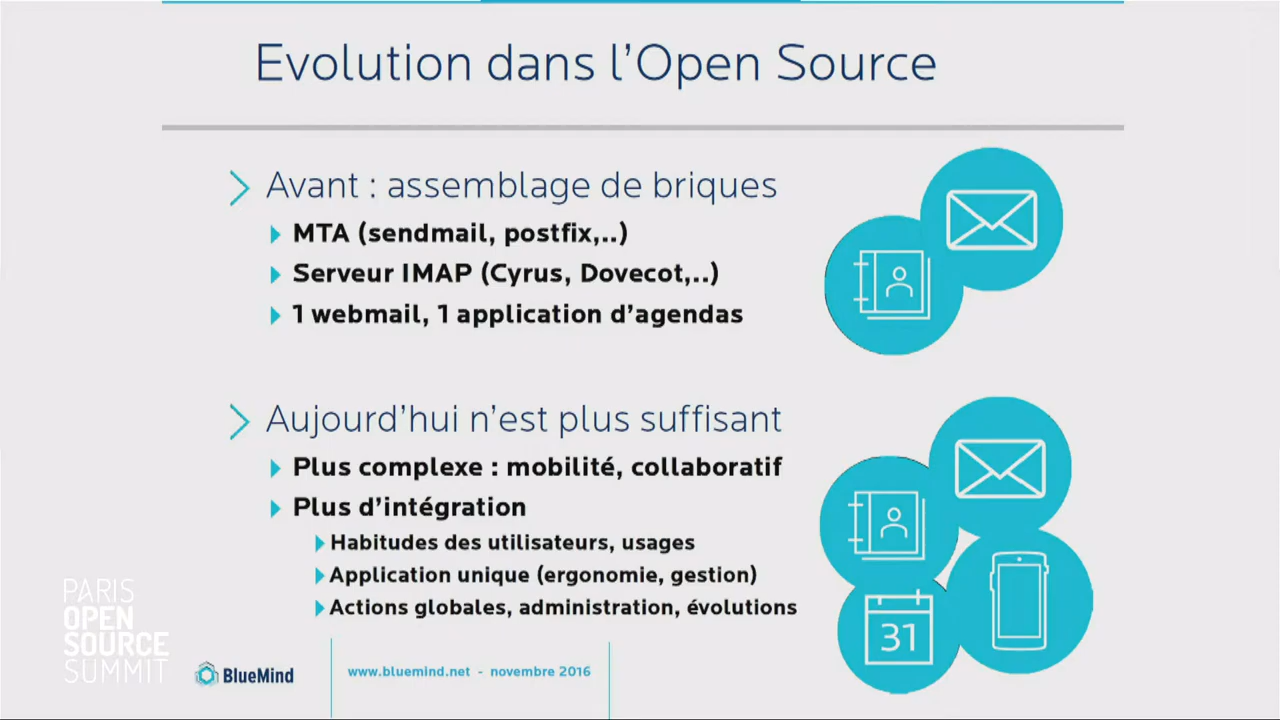 Evolution dans l'Open Source
Avant : assemblage de briques
MTA (sendmail, postfix,..)
Serveur IMAP (Cyrus, Dovecot,..)
1 webmail, 1 application d'agendas
Aujourd'hui n'est plus suffisant
Plus complexe : mobilité, collaboratif
Plus d'intégration
Habitudes des utilisateurs, usages
Application unique (ergonomie, gestion)
Actions globales, administration, évolutions
31
PARIS
OPEN
SOURCE
SUMMIT
BlueMind
www.bluemind.net - novembre 2016